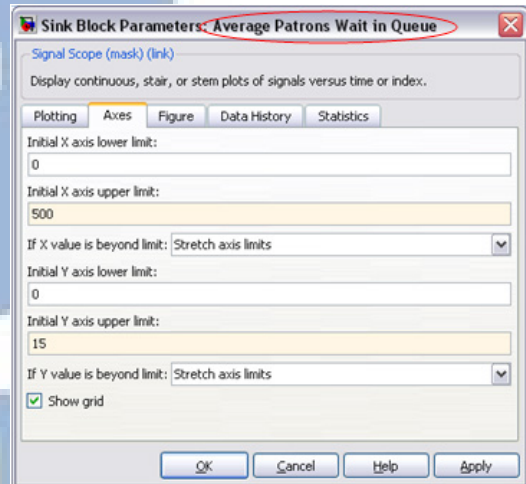 Sink Block Parameters: Average Patrons Wait in Queue
Signal Scope (mask) (link)
Display continuous, stair, or stem plots of signals versus time or index.
Plotting Axes Figure Data History Statistics
Initial X axis lower limit:
0
Initial X axis upper limit:
500
If X value is beyond limit: Stretch axis limits
Initial Y axis lower limit:
0
Initial Y axis upper limit:
15
If Y value is beyond limit: Stretch axis limits
Show grid
OK Cancel Help Apply